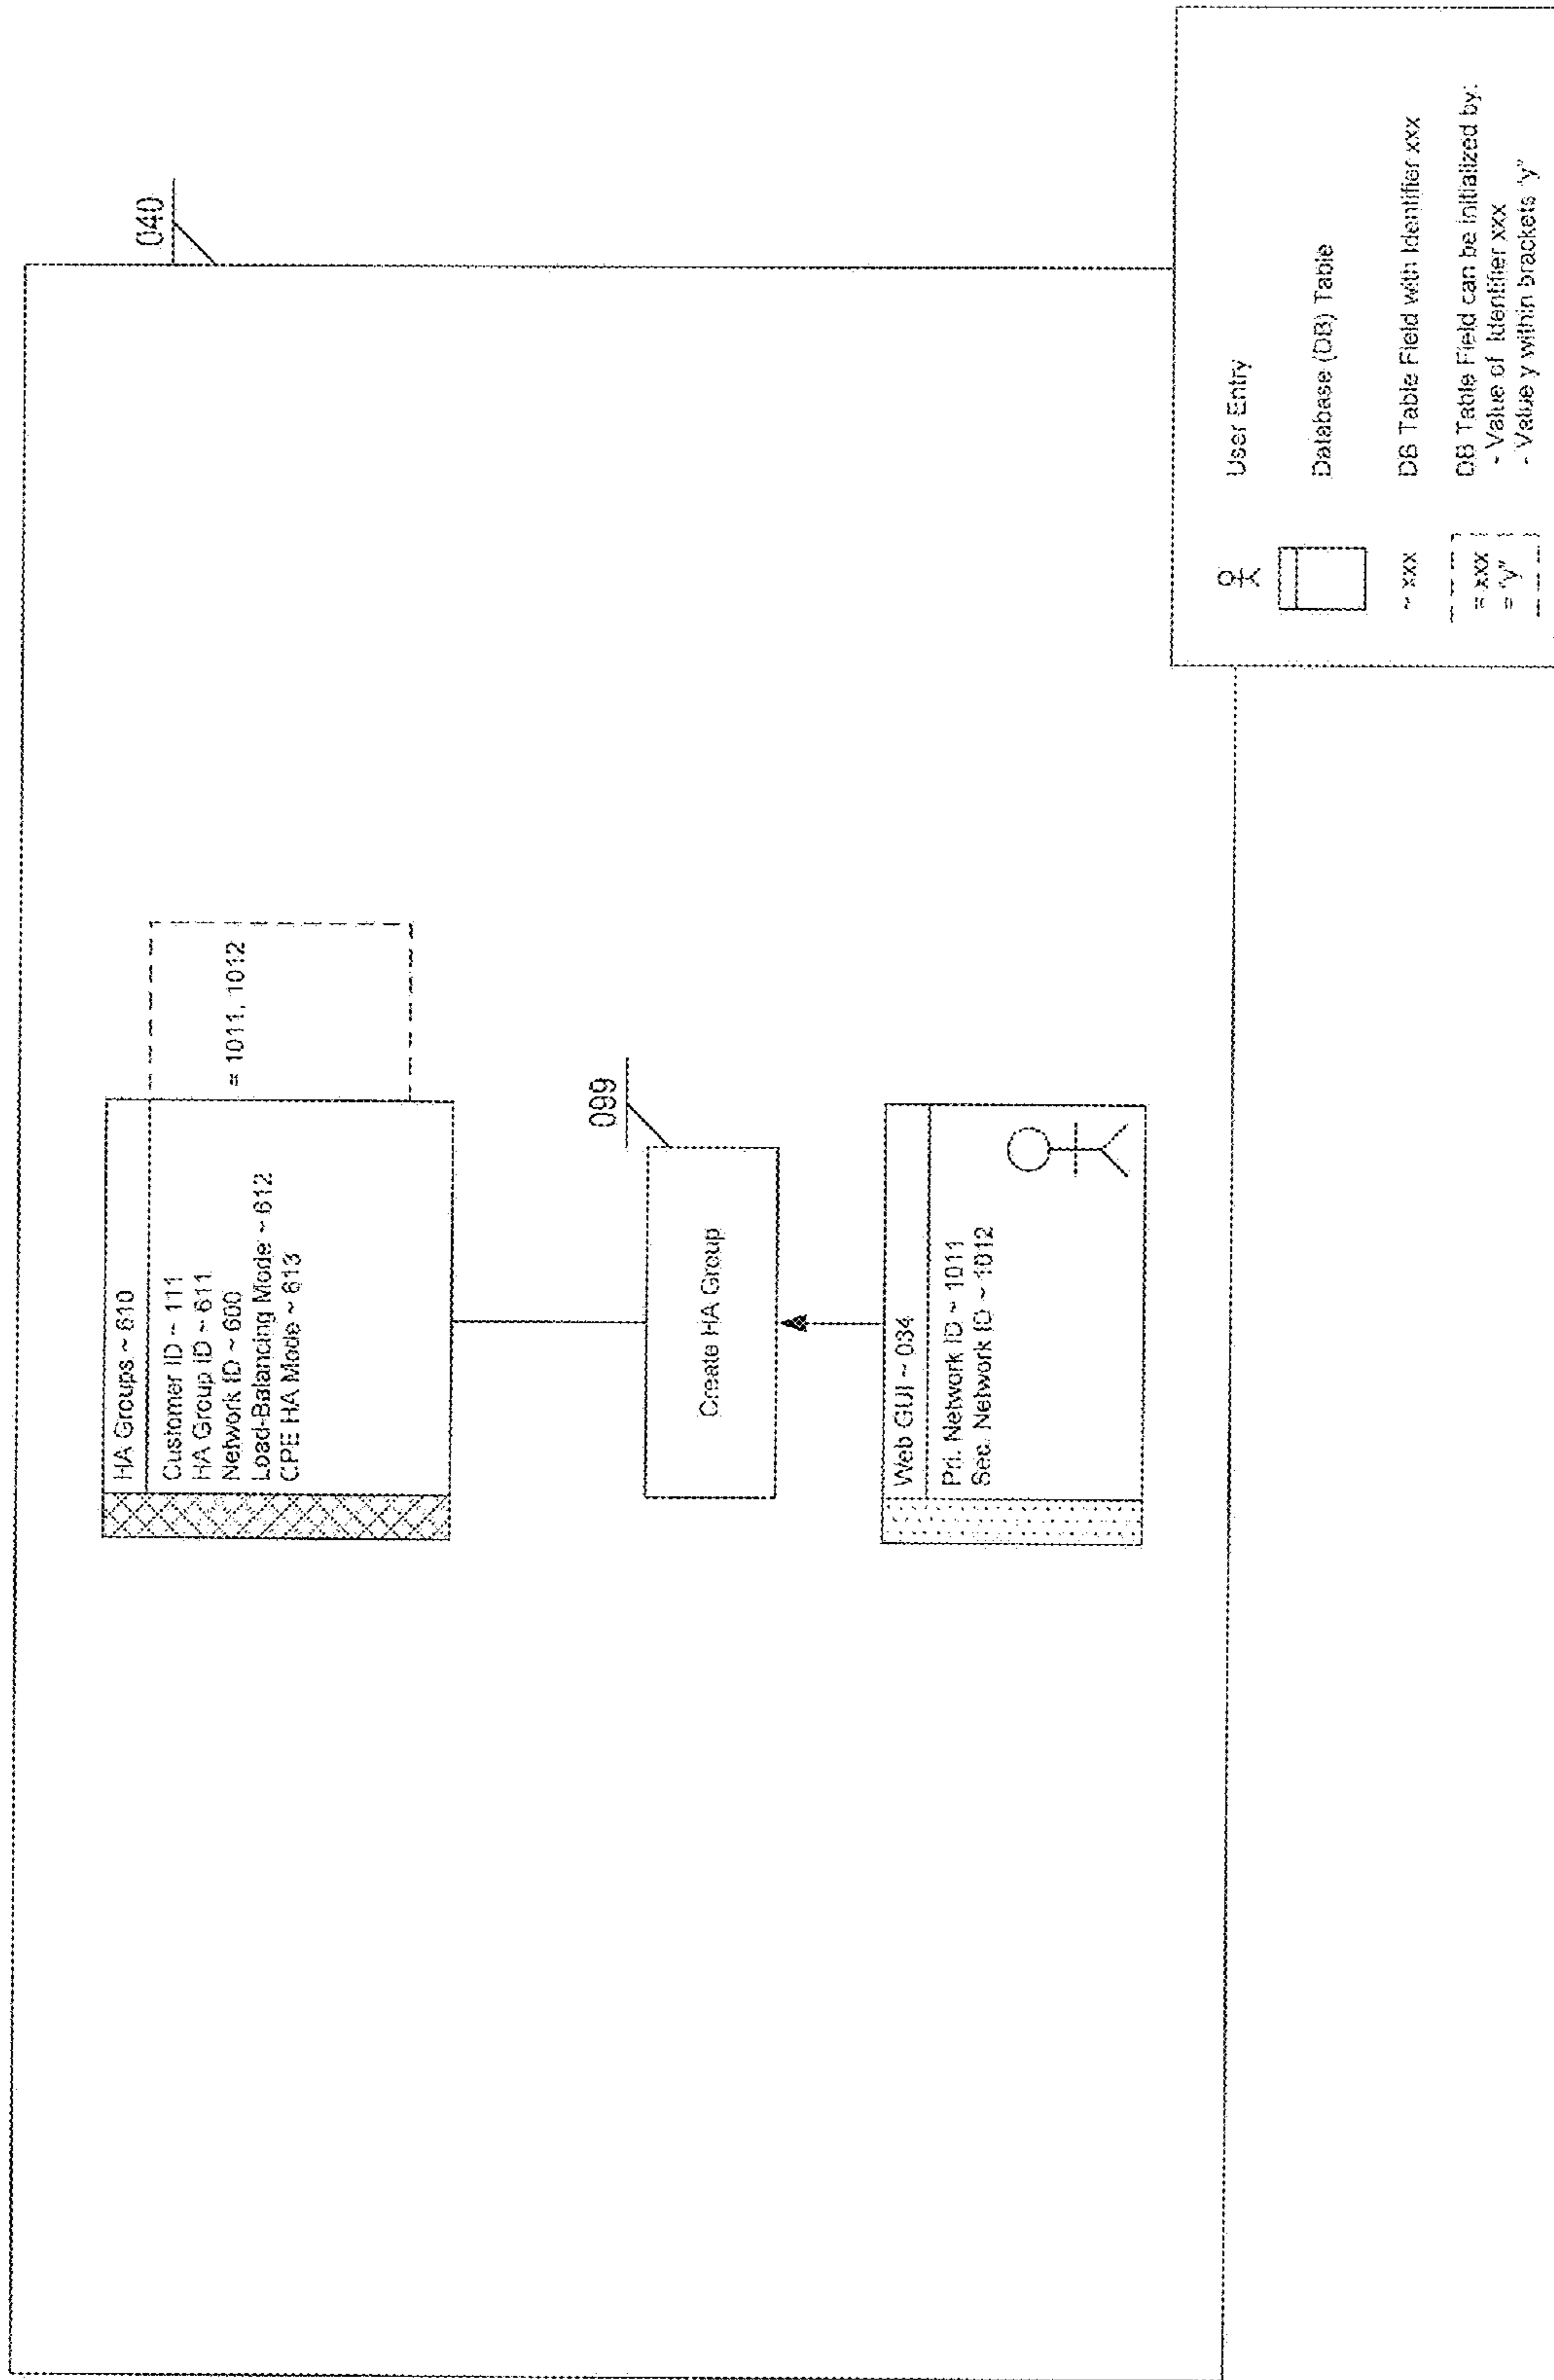 040
HA Groups ~ 610
Customer ID ~ 111
HA Group ID ~ 611
Network ID ~ 600
= 1011, 1012
Load-Balancing Mode ~ 612
CPE HA Mode ~ 613
099
Create HA Group
Web GUI ~ 034
Pri. Network ID ~ 1011
Sec. Network ID ~ 1012
User Entry
Database (DB) Table
~ xxx DB Table Field with Identifier xxx
= xxx
= "y"
DB Table Field can be initialized by:
- Value of Identifier xxx
- Value y within brackets "y"